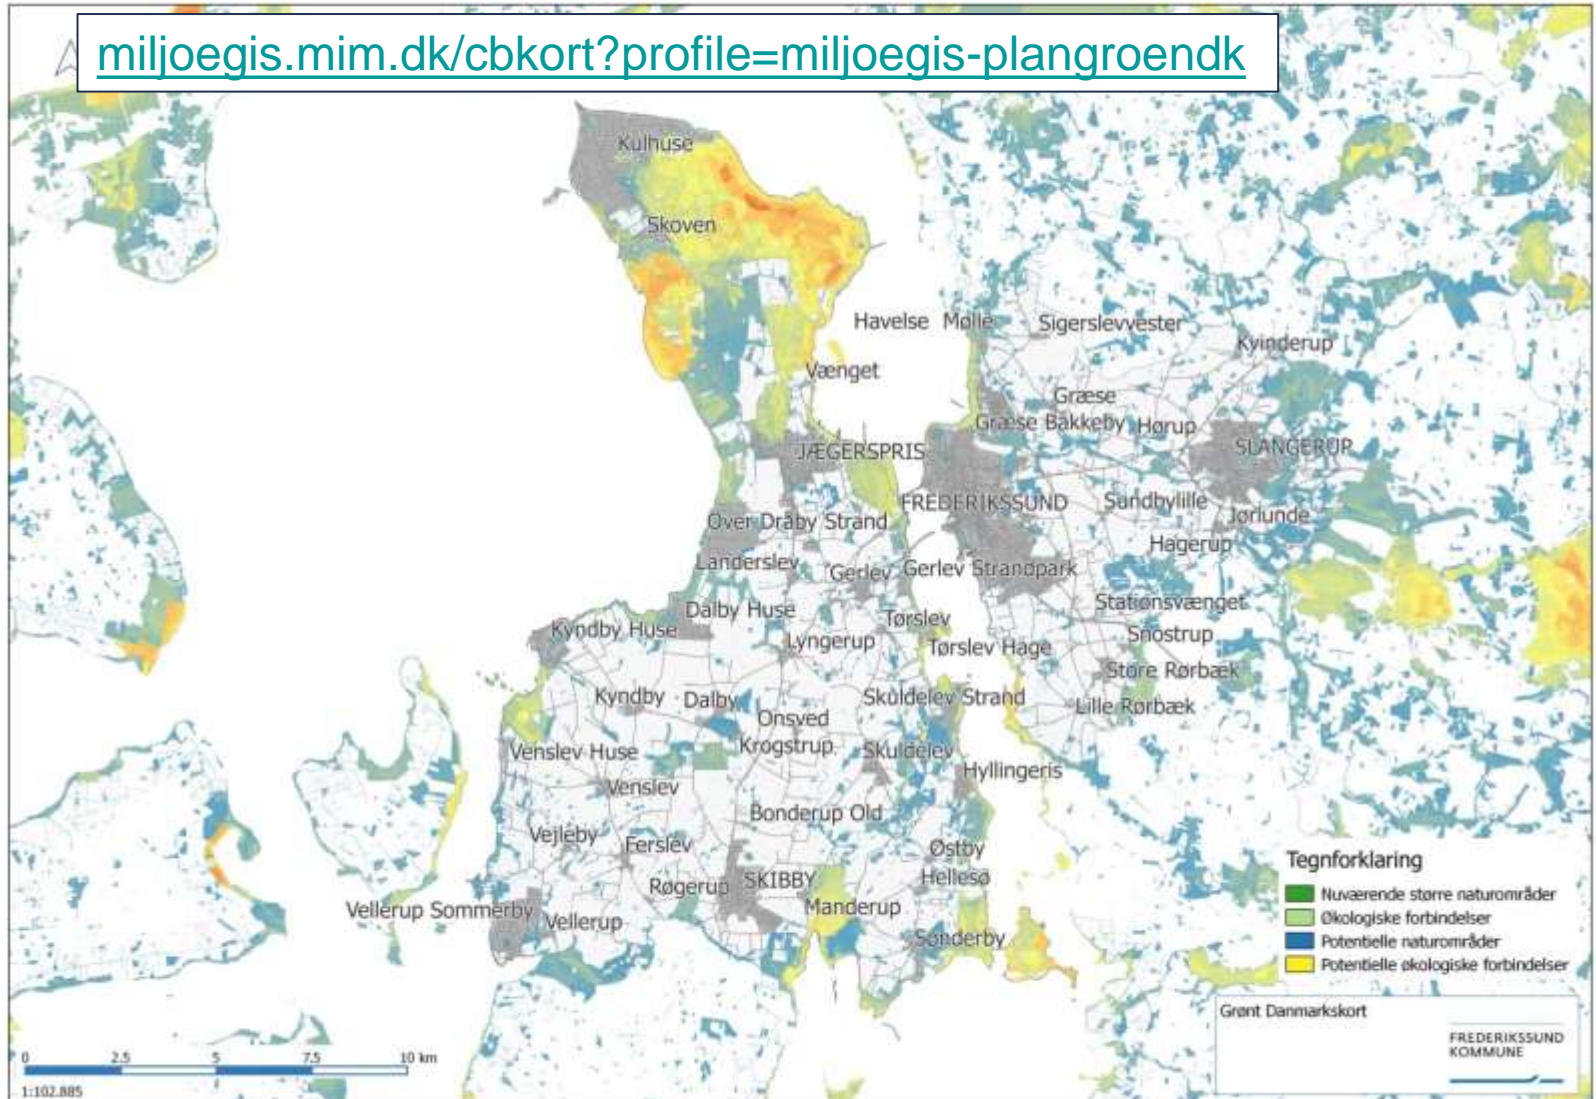 miljoegis.mim.dk/cbkort?profile=miljoegis-plangroendk
Kulhuse
Skoven
Havelse Mølle
Sigerslevvester
Kvinderup
Vænget
Græse
Græse Bakkeby
Hørup
JÆGERSPRIS
SLANGERUP
FREDERIKSSUND
Sundbylille
Over Dråby Strand
Jørlunde
Hagerup
Landerslev
Gerlev
Gerlev Strandpark
Stationsvænget
Dalby Huse
Tørslev
Kyndby Huse
Snostrup
Lyngerup
Tørslev Hage
Store Rørbæk
Kyndby
Dalby
Skuldelev Strand
Lille Rørbæk
Onsved
Krogstrup
Venslev Huse
Skuldelev
Hyllingeris
Venslev
Bonderup Old
Vejleby
Ferslev
Østby
Hellesø
Røgerup
SKIBBY
Manderup
Vellerup Sommerby
Vellerup
Sønderby
Tegnforklaring
Nuværende større naturområder
Økologiske forbindelser
Potentielle naturområder
Potentielle økologiske forbindelser
Grønt Danmarkskort
FREDERIKSSUND
KOMMUNE
0 2.5 5 7.5 10 km
1:102.885